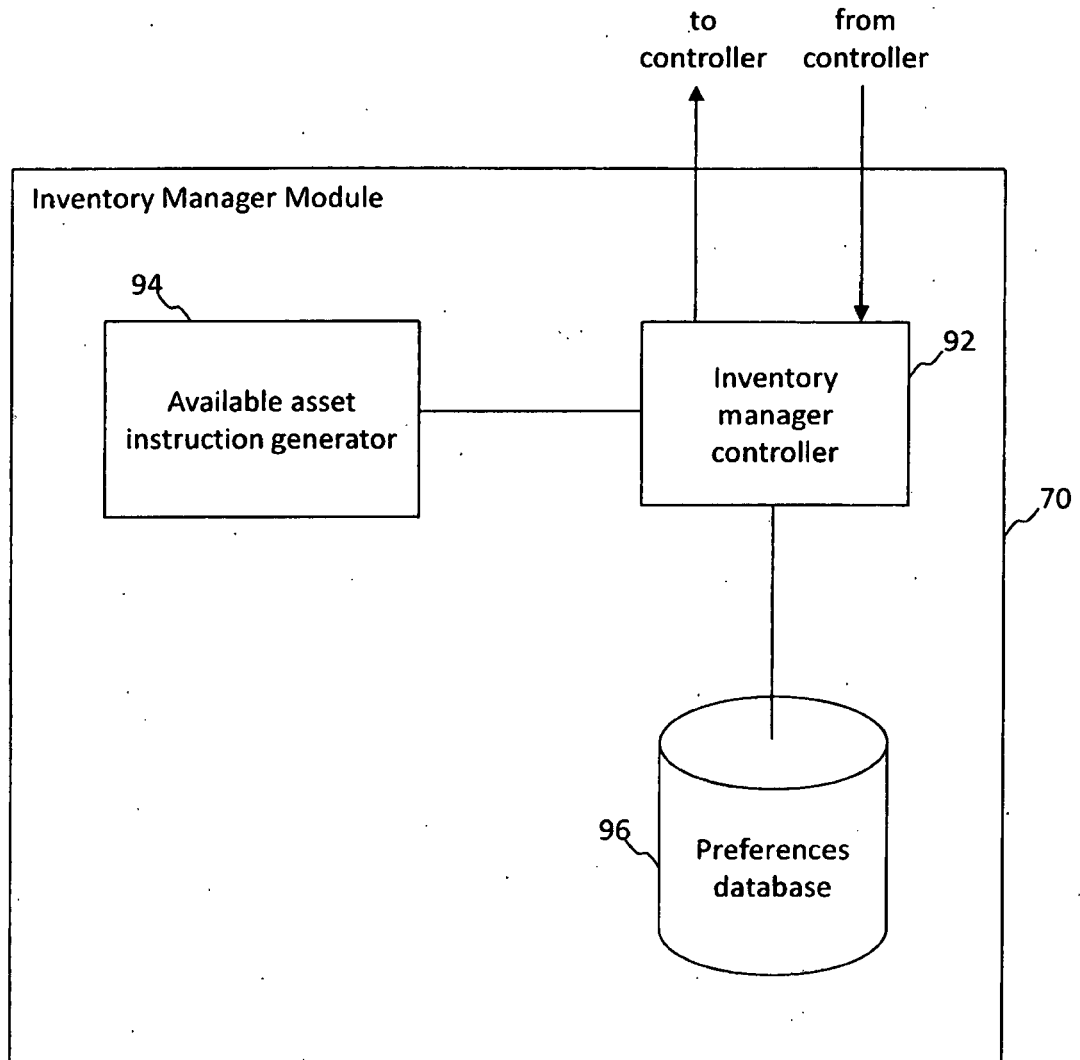 to
controller
from
controller
Inventory Manager Module
94
Available asset
instruction generator
92
Inventory
manager
controller
70
96
Preferences
database